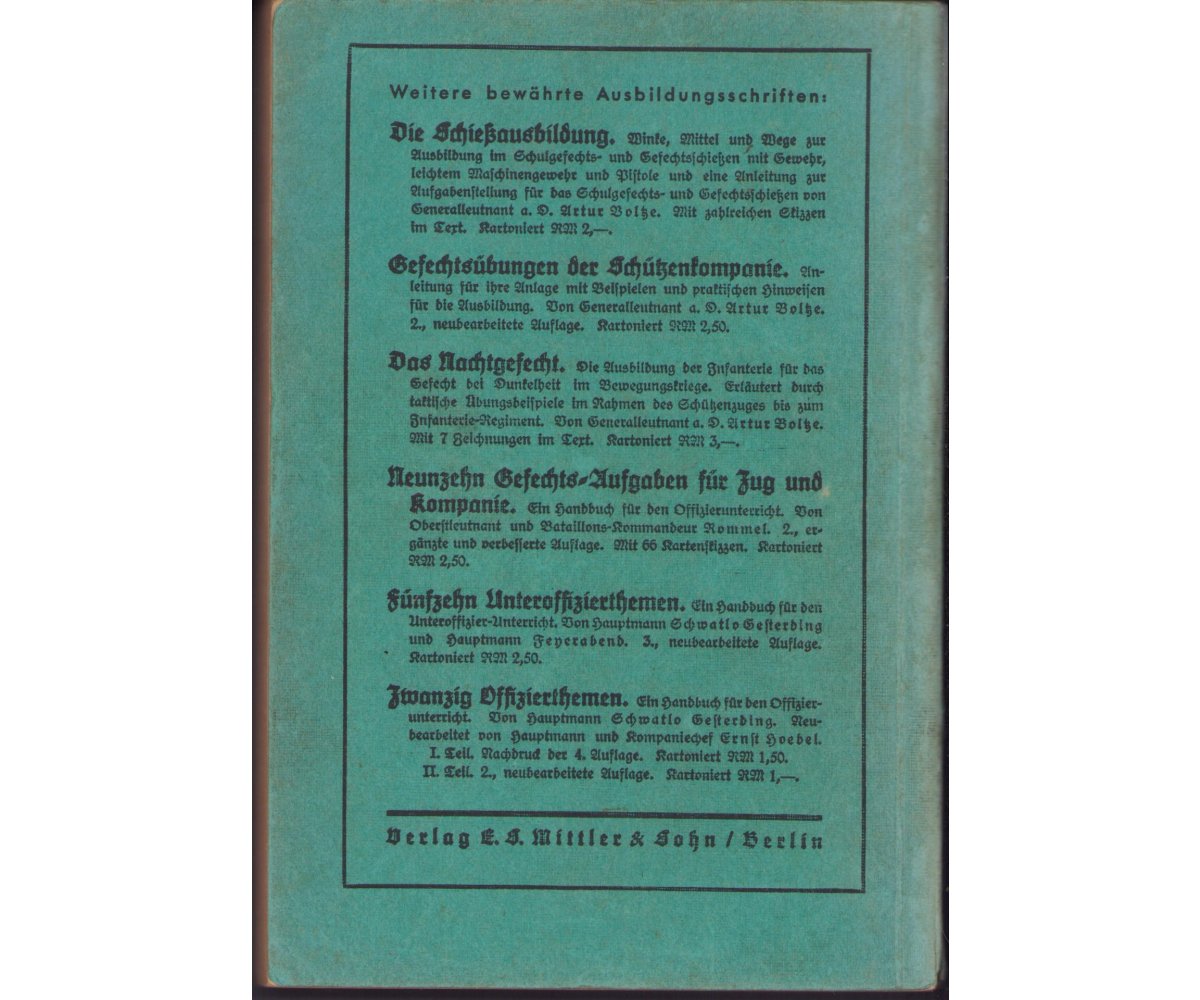 Weitere bewährte Ausbildungsschriften:
Die Schießausbildung. Winke, Mittel und Wege zur
Ausbildung im Schulgefechts- und Gefechtsschießen mit Gewehr,
leichtem Maschinengewehr und Pistole und eine Anleitung zur
Aufgabenstellung für das Schulgefechts- und Gefechtsschießen von
Generalleutnant a. D. Artur Boltze. Mit zahlreichen Skizzen
im Text. Kartoniert RM 2,—.
Gefechtsübungen der Schützenkompanie. An-
leitung für ihre Anlage mit Beispielen und praktischen Hinweisen
für die Ausbildung. Von Generalleutnant a. D. Artur Boltze.
2., neubearbeitete Auflage. Kartoniert RM 2,50.
Das Nachtgefecht. Die Ausbildung der Infanterie für das
Gefecht bei Dunkelheit im Bewegungskriege. Erläutert durch
taktische Übungsbeispiele im Rahmen des Schützenzuges bis zum
Infanterie-Regiment. Von Generalleutnant a. D. Artur Boltze.
Mit 7 Zeichnungen im Text. Kartoniert RM 3,—.
Neunzehn Gefechts-Aufgaben für Zug und
Kompanie. Ein Handbuch für den Offizierunterricht. Von
Oberstleutnant und Bataillons-Kommandeur Rommel. 2., er-
gänzte und verbesserte Auflage. Mit 66 Kartenskizzen. Kartoniert
RM 2,50.
Fünfzehn Unteroffizierthemen. Ein Handbuch für den
Unteroffizier-Unterricht. Von Hauptmann Schwatlo Gesterding
und Hauptmann Feyerabend. 3., neubearbeitete Auflage.
Kartoniert RM 2,50.
Zwanzig Offizierthemen. Ein Handbuch für den Offizier-
unterricht. Von Hauptmann Schwatlo Gesterding. Neu-
bearbeitet von Hauptmann und Kompaniechef Ernst Hoebel.
I. Teil. Nachdruck der 4. Auflage. Kartoniert RM 1,50.
II. Teil. 2., neubearbeitete Auflage. Kartoniert RM 1,—.
Verlag E. S. Mittler & Sohn / Berlin